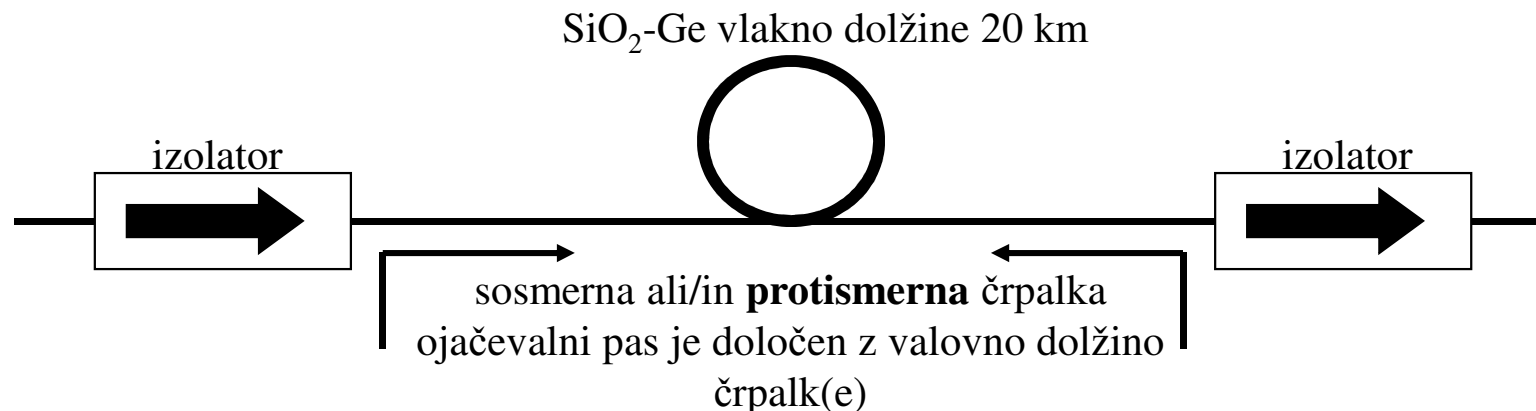 SiO₂-Ge vlakno dolžine 20 km
izolator
izolator
sosmerna ali/in protismerna črpalka
ojačevalni pas je določen z valovno dolžino
črpalk(e)